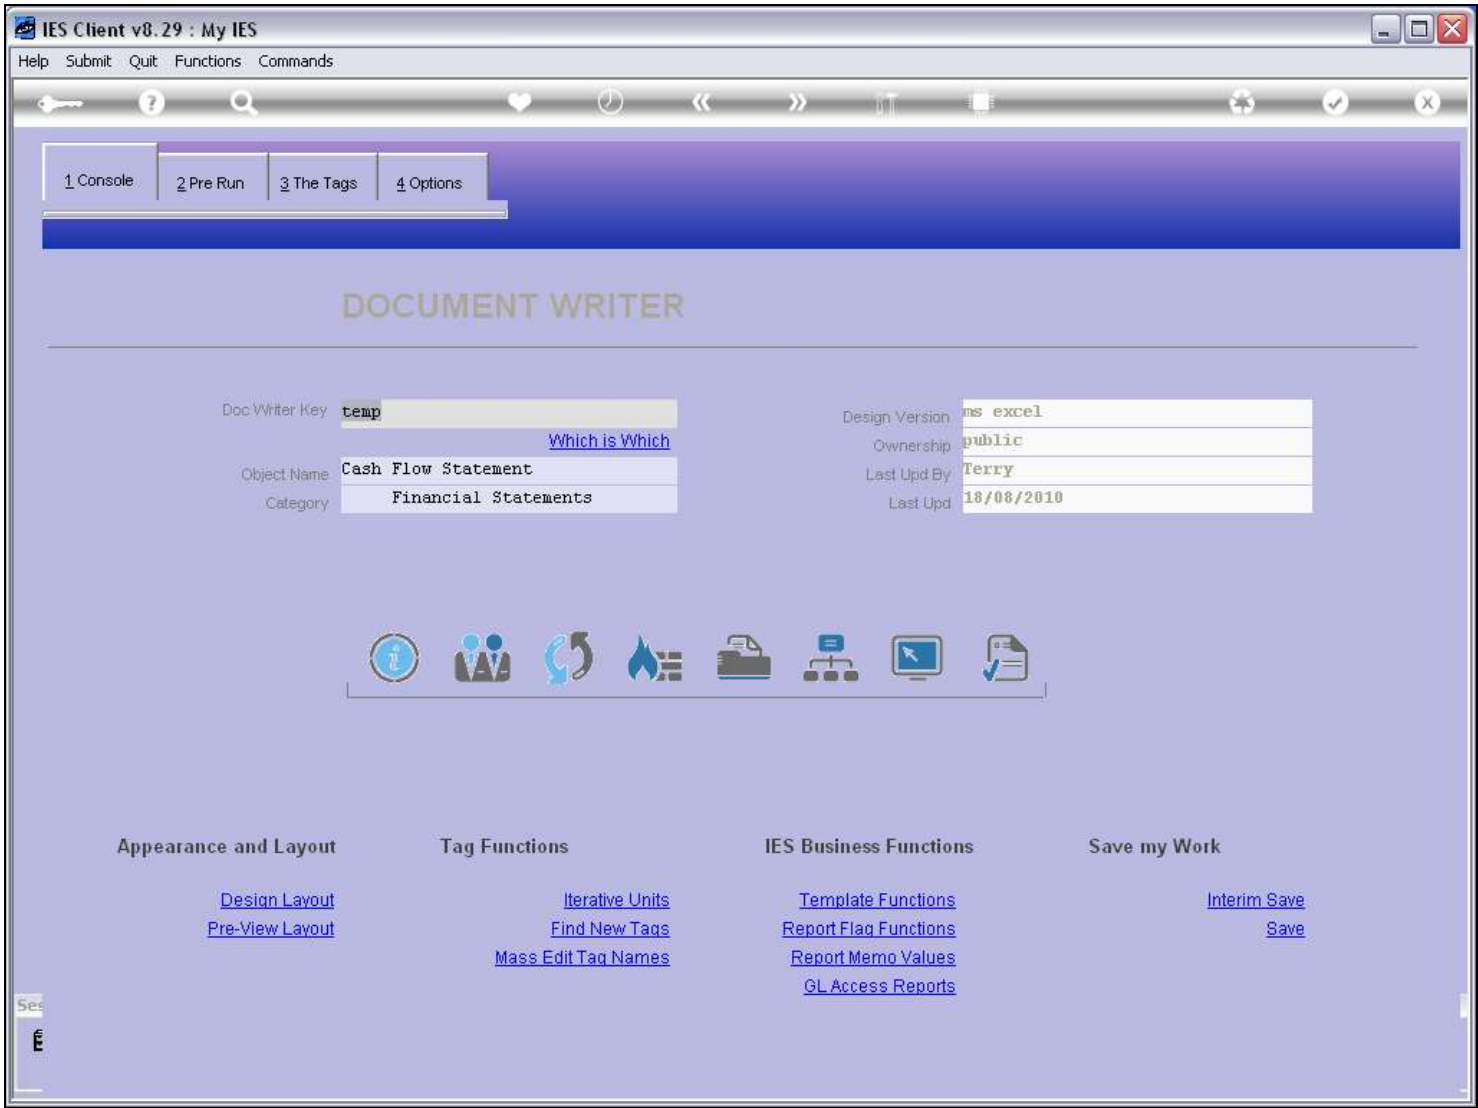 IES Client v8.29 : My IES
Help Submit Quit Functions Commands
1 Console
2 Pre Run
3 The Tags
4 Options
DOCUMENT WRITER
Doc Writer Key temp
Which is Which
Object Name Cash Flow Statement
Category Financial Statements
Design Version ms excel
Ownership public
Last Upd By Terry
Last Upd 18/08/2010
Appearance and Layout
Design Layout
Pre-View Layout
Tag Functions
Iterative Units
Find New Tags
Mass Edit Tag Names
IES Business Functions
Template Functions
Report Flag Functions
Report Memo Values
GL Access Reports
Save my Work
Interim Save
Save